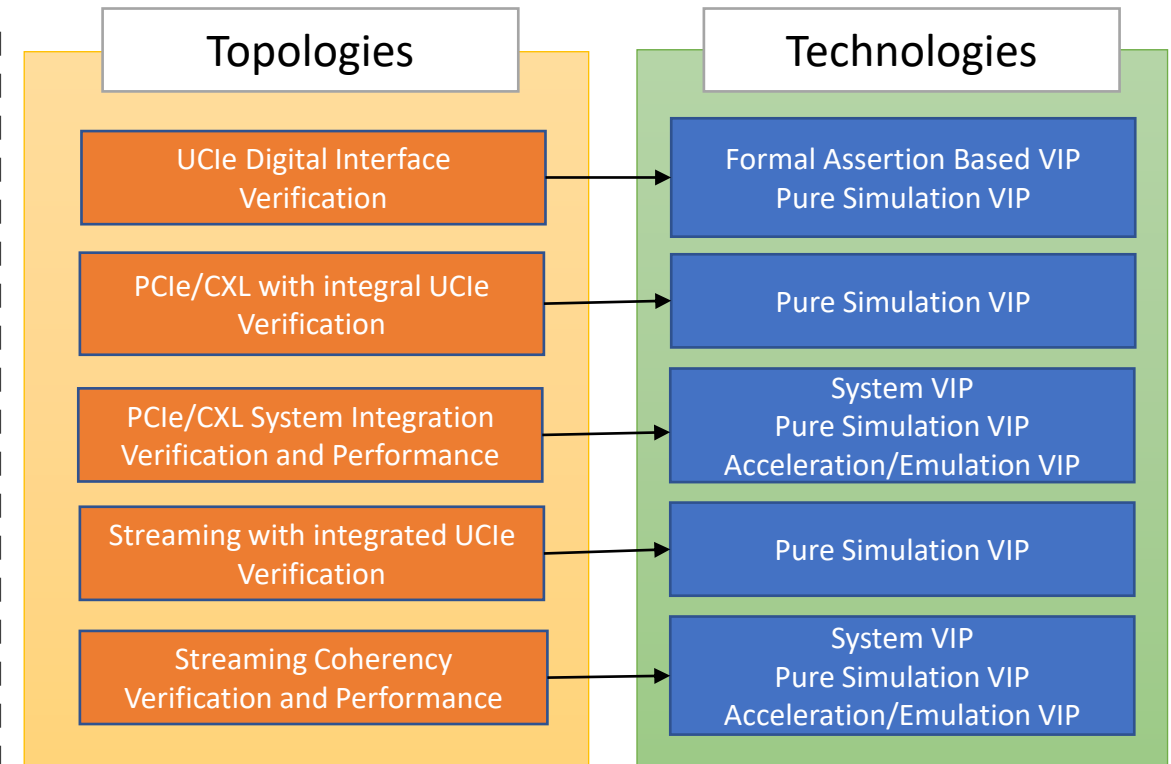 Topologies
Technologies
UCIe Digital Interface
Verification
Formal Assertion Based VIP
Pure Simulation VIP
PCIe/CXL with integral UCIe
Verification
Pure Simulation VIP
PCIe/CXL System Integration
Verification and Performance
System VIP
Pure Simulation VIP
Acceleration/Emulation VIP
Streaming with integrated UCIe
Verification
Pure Simulation VIP
Streaming Coherency
Verification and Performance
System VIP
Pure Simulation VIP
Acceleration/Emulation VIP